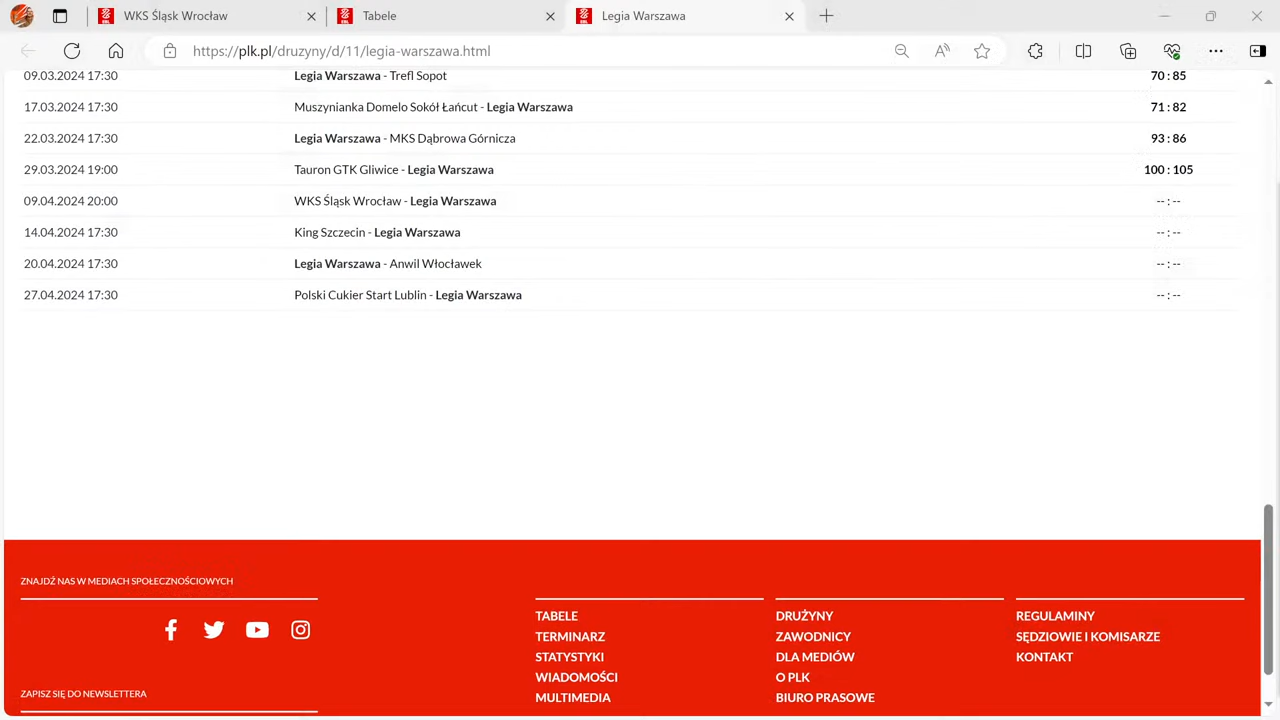 WKS Śląsk Wrocław Tabele Legia Warszawa
https://plk.pl/druzyny/d/11/legia-warszawa.html
09.03.2024 17:30 Legia Warszawa - Trefl Sopot 70 : 85
17.03.2024 17:30 Muszynianka Domelo Sokół Łańcut - Legia Warszawa 71 : 82
22.03.2024 17:30 Legia Warszawa - MKS Dąbrowa Górnicza 93 : 86
29.03.2024 19:00 Tauron GTK Gliwice - Legia Warszawa 100 : 105
09.04.2024 20:00 WKS Śląsk Wrocław - Legia Warszawa -- : --
14.04.2024 17:30 King Szczecin - Legia Warszawa -- : --
20.04.2024 17:30 Legia Warszawa - Anwil Włocławek -- : --
27.04.2024 17:30 Polski Cukier Start Lublin - Legia Warszawa -- : --
ZNAJDŹ NAS W MEDIACH SPOŁECZNOŚCIOWYCH
TABELE DRUŻYNY REGULAMINY
TERMINARZ ZAWODNICY SĘDZIOWIE I KOMISARZE
STATYSTYKI DLA MEDIÓW KONTAKT
WIADOMOŚCI O PLK
ZAPISZ SIĘ DO NEWSLETTERA MULTIMEDIA BIURO PRASOWE